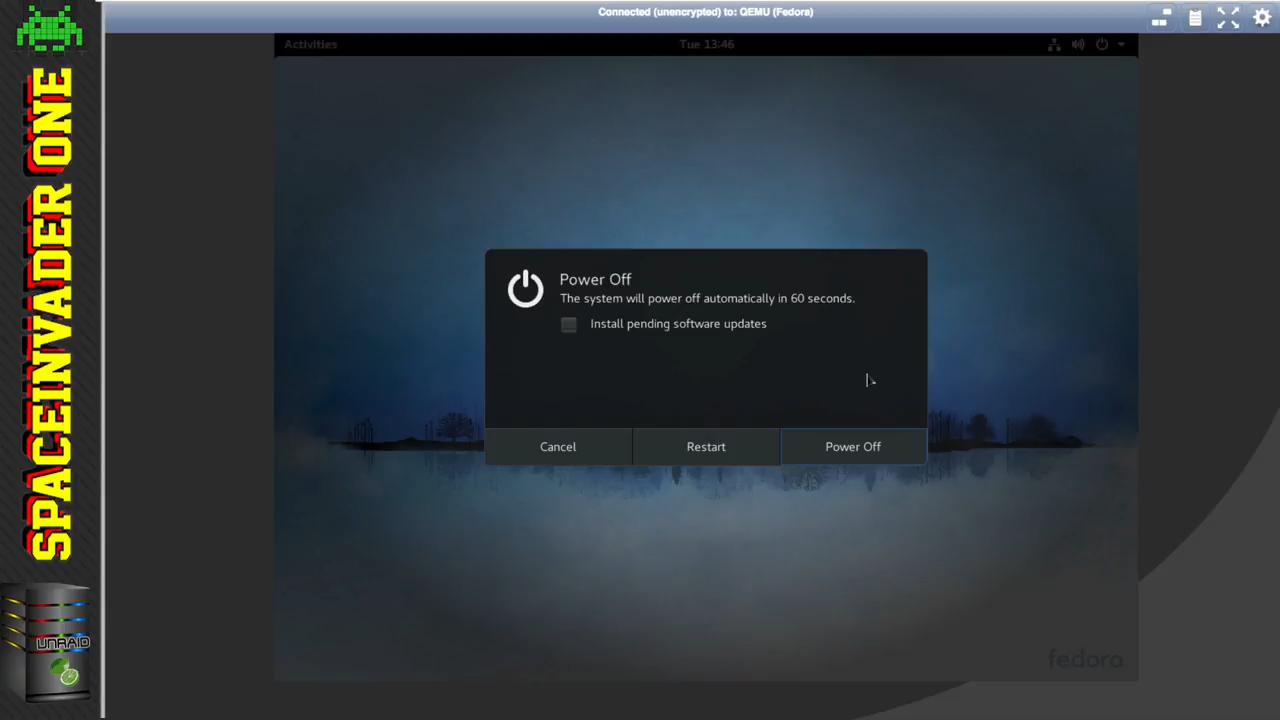 Connected (unencrypted) to: QEMU (Fedora)
Activities
Tue 13:46
Power Off
The system will power off automatically in 60 seconds.
Install pending software updates
Cancel
Restart
Power Off
fedora
SPACEINVADER ONE
UNRAID